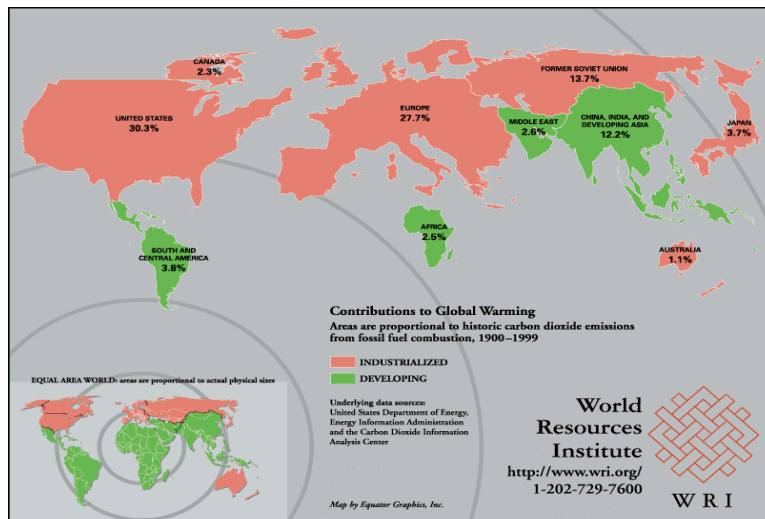 CANADA
2.3%
UNITED STATES
30.3%
EUROPE
27.7%
FORMER SOVIET UNION
13.7%
MIDDLE EAST
2.6%
CHINA, INDIA, AND
DEVELOPING ASIA
12.2%
JAPAN
3.7%
SOUTH AND
CENTRAL AMERICA
3.8%
AFRICA
2.5%
AUSTRALIA
1.1%
Contributions to Global Warming
Areas are proportional to historic carbon dioxide emissions
from fossil fuel combustion, 1900–1999
INDUSTRIALIZED
DEVELOPING
Underlying data sources:
United States Department of Energy,
Energy Information Administration
and the Carbon Dioxide Information
Analysis Center
Map by Equator Graphics, Inc.
EQUAL AREA WORLD: areas are proportional to actual physical sizes
World
Resources
Institute
http://www.wri.org/
1-202-729-7600
WRI